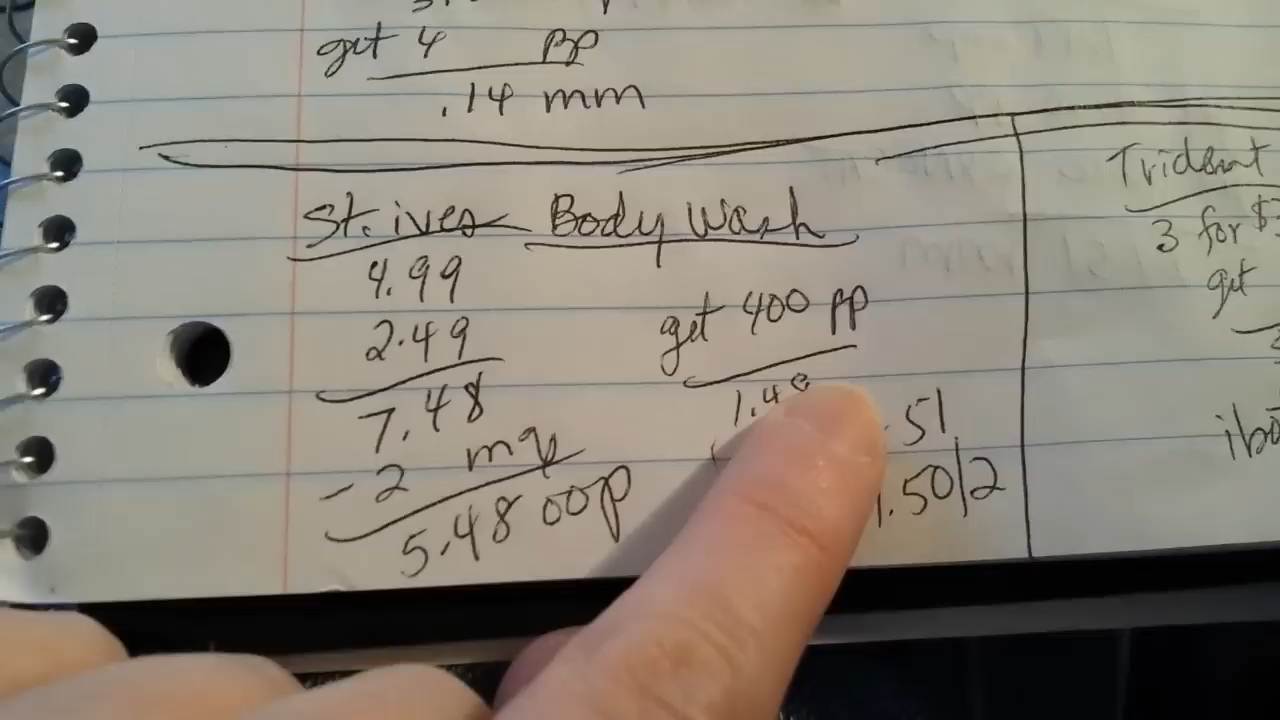 get 4 pp
.14 mm
St. ives Body Wash
4.99
2.49
7.48
- 2 mq
5.48 oop
get 400 pp
1.48
.51
.50/2
Trident
3 for $
get